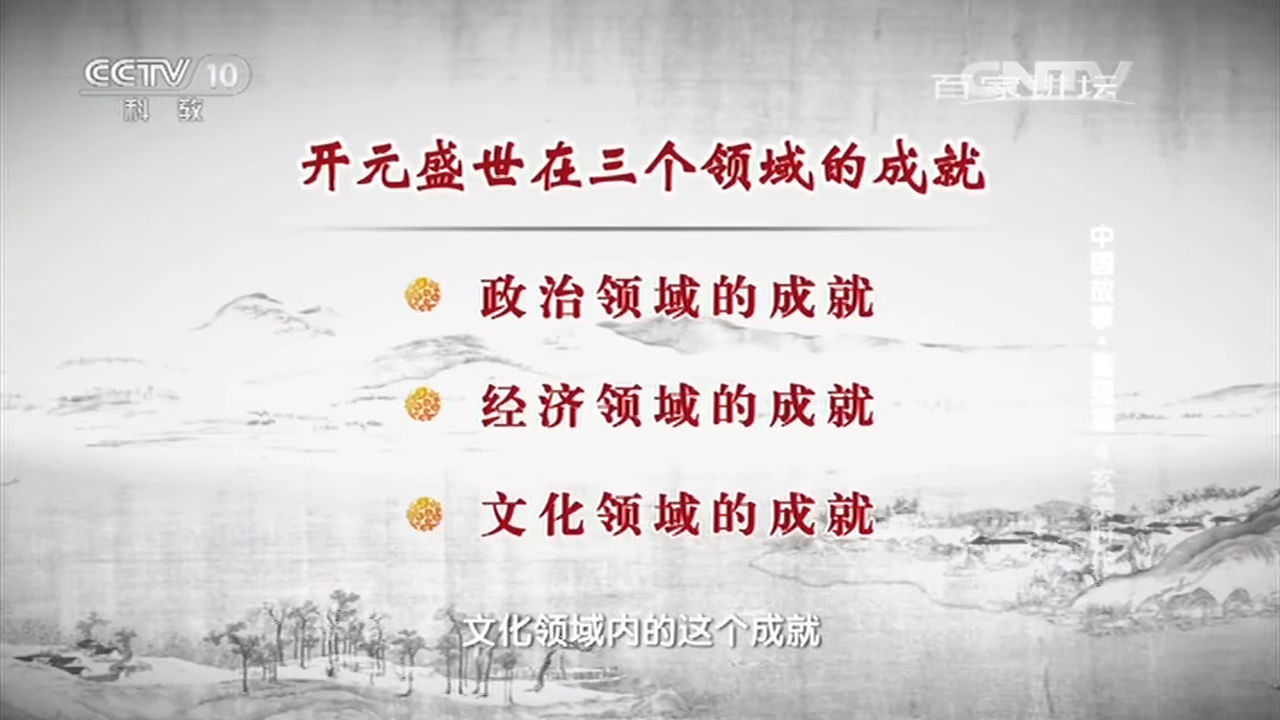 CCTV 10
科教
CNTV
百家讲坛
开元盛世在三个领域的成就
政治领域的成就
经济领域的成就
文化领域的成就
中国故事·
文化领域内的这个成就